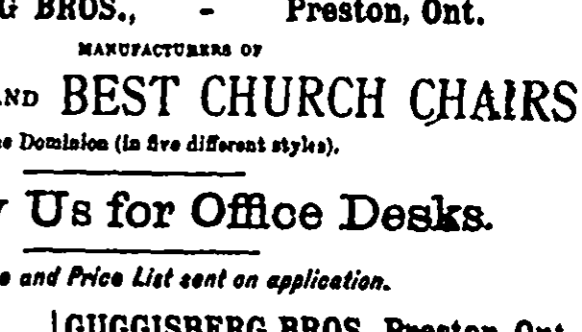 G BROS., - Preston, Ont.
MANUFACTURERS OF
AND BEST CHURCH CHAIRS
Dominion (in five different styles).
Us for Office Desks.
and Price List sent on application.
GUGGISBERG BROS. Preston, Ont.